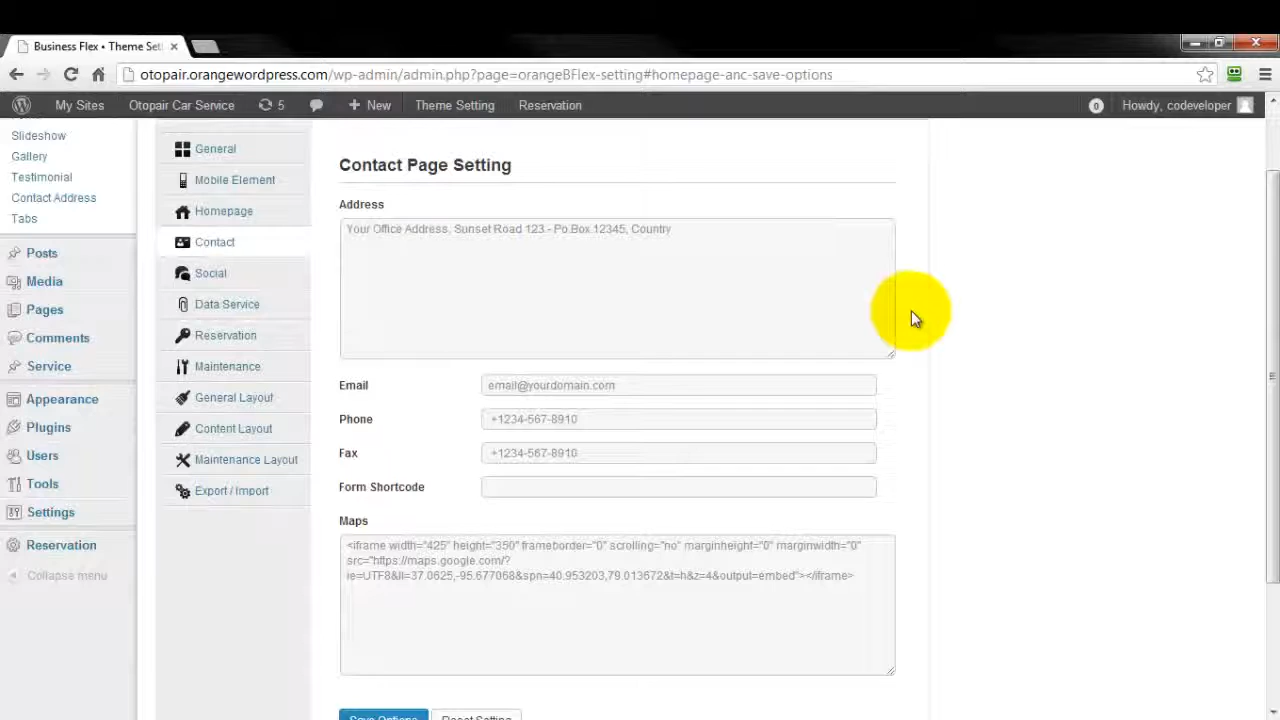 Business Flex • Theme Set
otopair.orangewordpress.com/wp-admin/admin.php?page=orangeBFlex-setting#homepage-anc-save-options
My Sites Otopair Car Service 5 New Theme Setting Reservation 0 Howdy, codeveloper
Slideshow
Gallery
Testimonial
Contact Address
Tabs
Posts
Media
Pages
Comments
Service
Appearance
Plugins
Users
Tools
Settings
Reservation
Collapse menu
General
Mobile Element
Homepage
Contact
Social
Data Service
Reservation
Maintenance
General Layout
Content Layout
Maintenance Layout
Export / Import
Contact Page Setting
Address
Your Office Address, Sunset Road 123 - Po.Box 12345, Country
Email email@yourdomain.com
Phone +1234-567-8910
Fax +1234-567-8910
Form Shortcode
Maps
<iframe width="425" height="350" frameborder="0" scrolling="no" marginheight="0" marginwidth="0"
src="https://maps.google.com/?
ie=UTF8&ll=37.0625,-95.677068&spn=40.953203,79.013672&t=h&z=4&output=embed"></iframe>
Save Options Reset Setting